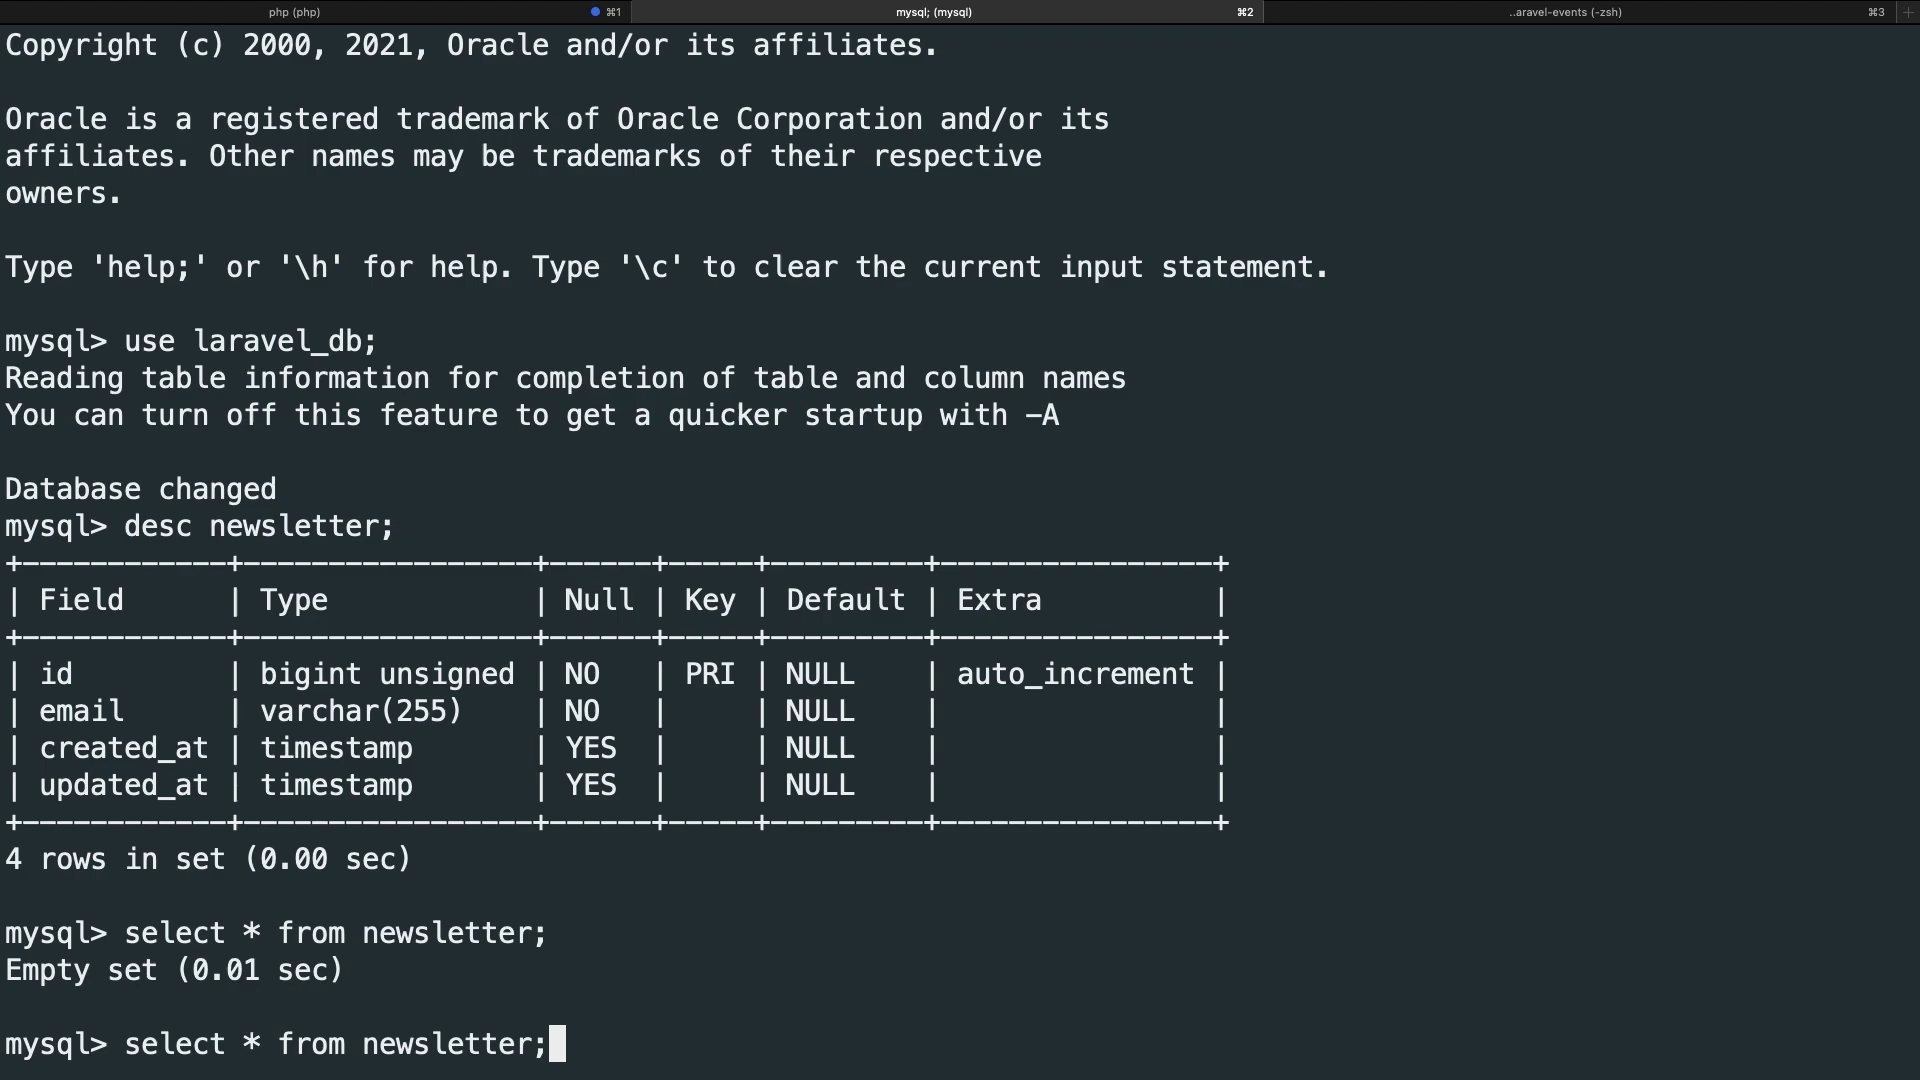 php (php) ⌘1 mysql; (mysql) ⌘2 ..aravel-events (-zsh) ⌘3 +
Copyright (c) 2000, 2021, Oracle and/or its affiliates.
Oracle is a registered trademark of Oracle Corporation and/or its
affiliates. Other names may be trademarks of their respective
owners.
Type 'help;' or '\h' for help. Type '\c' to clear the current input statement.
mysql> use laravel_db;
Reading table information for completion of table and column names
You can turn off this feature to get a quicker startup with -A
Database changed
mysql> desc newsletter;
+------------+-----------------+------+-----+---------+----------------+
| Field      | Type            | Null | Key | Default | Extra          |
+------------+-----------------+------+-----+---------+----------------+
| id         | bigint unsigned | NO   | PRI | NULL    | auto_increment |
| email      | varchar(255)    | NO   |     | NULL    |                |
| created_at | timestamp       | YES  |     | NULL    |                |
| updated_at | timestamp       | YES  |     | NULL    |                |
+------------+-----------------+------+-----+---------+----------------+
4 rows in set (0.00 sec)
mysql> select * from newsletter;
Empty set (0.01 sec)
mysql> select * from newsletter;